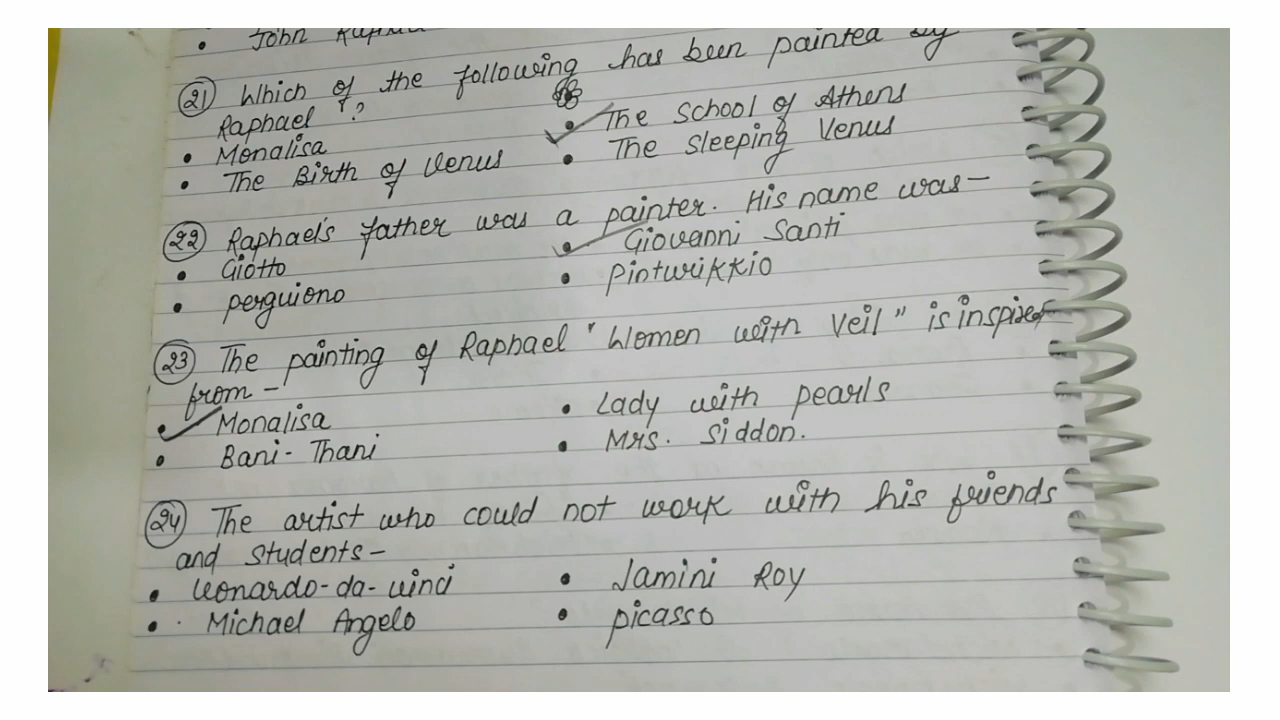 John
21 Which of the following has been painted by
Raphael ?
• Monalisa • The School of Athens
• The Birth of Venus • The Sleeping Venus
22 Raphael's father was a painter. His name was-
• Giotto • Giovanni Santi
• perguiono • Pinturikkio
23 The painting of Raphael "Women with Veil" is inspired
from -
• Monalisa • Lady with pearls
• Bani-Thani • Mrs. Siddon.
24 The artist who could not work with his friends
and students-
• Leonardo-da-vinci • Jamini Roy
• Michael Angelo • picasso